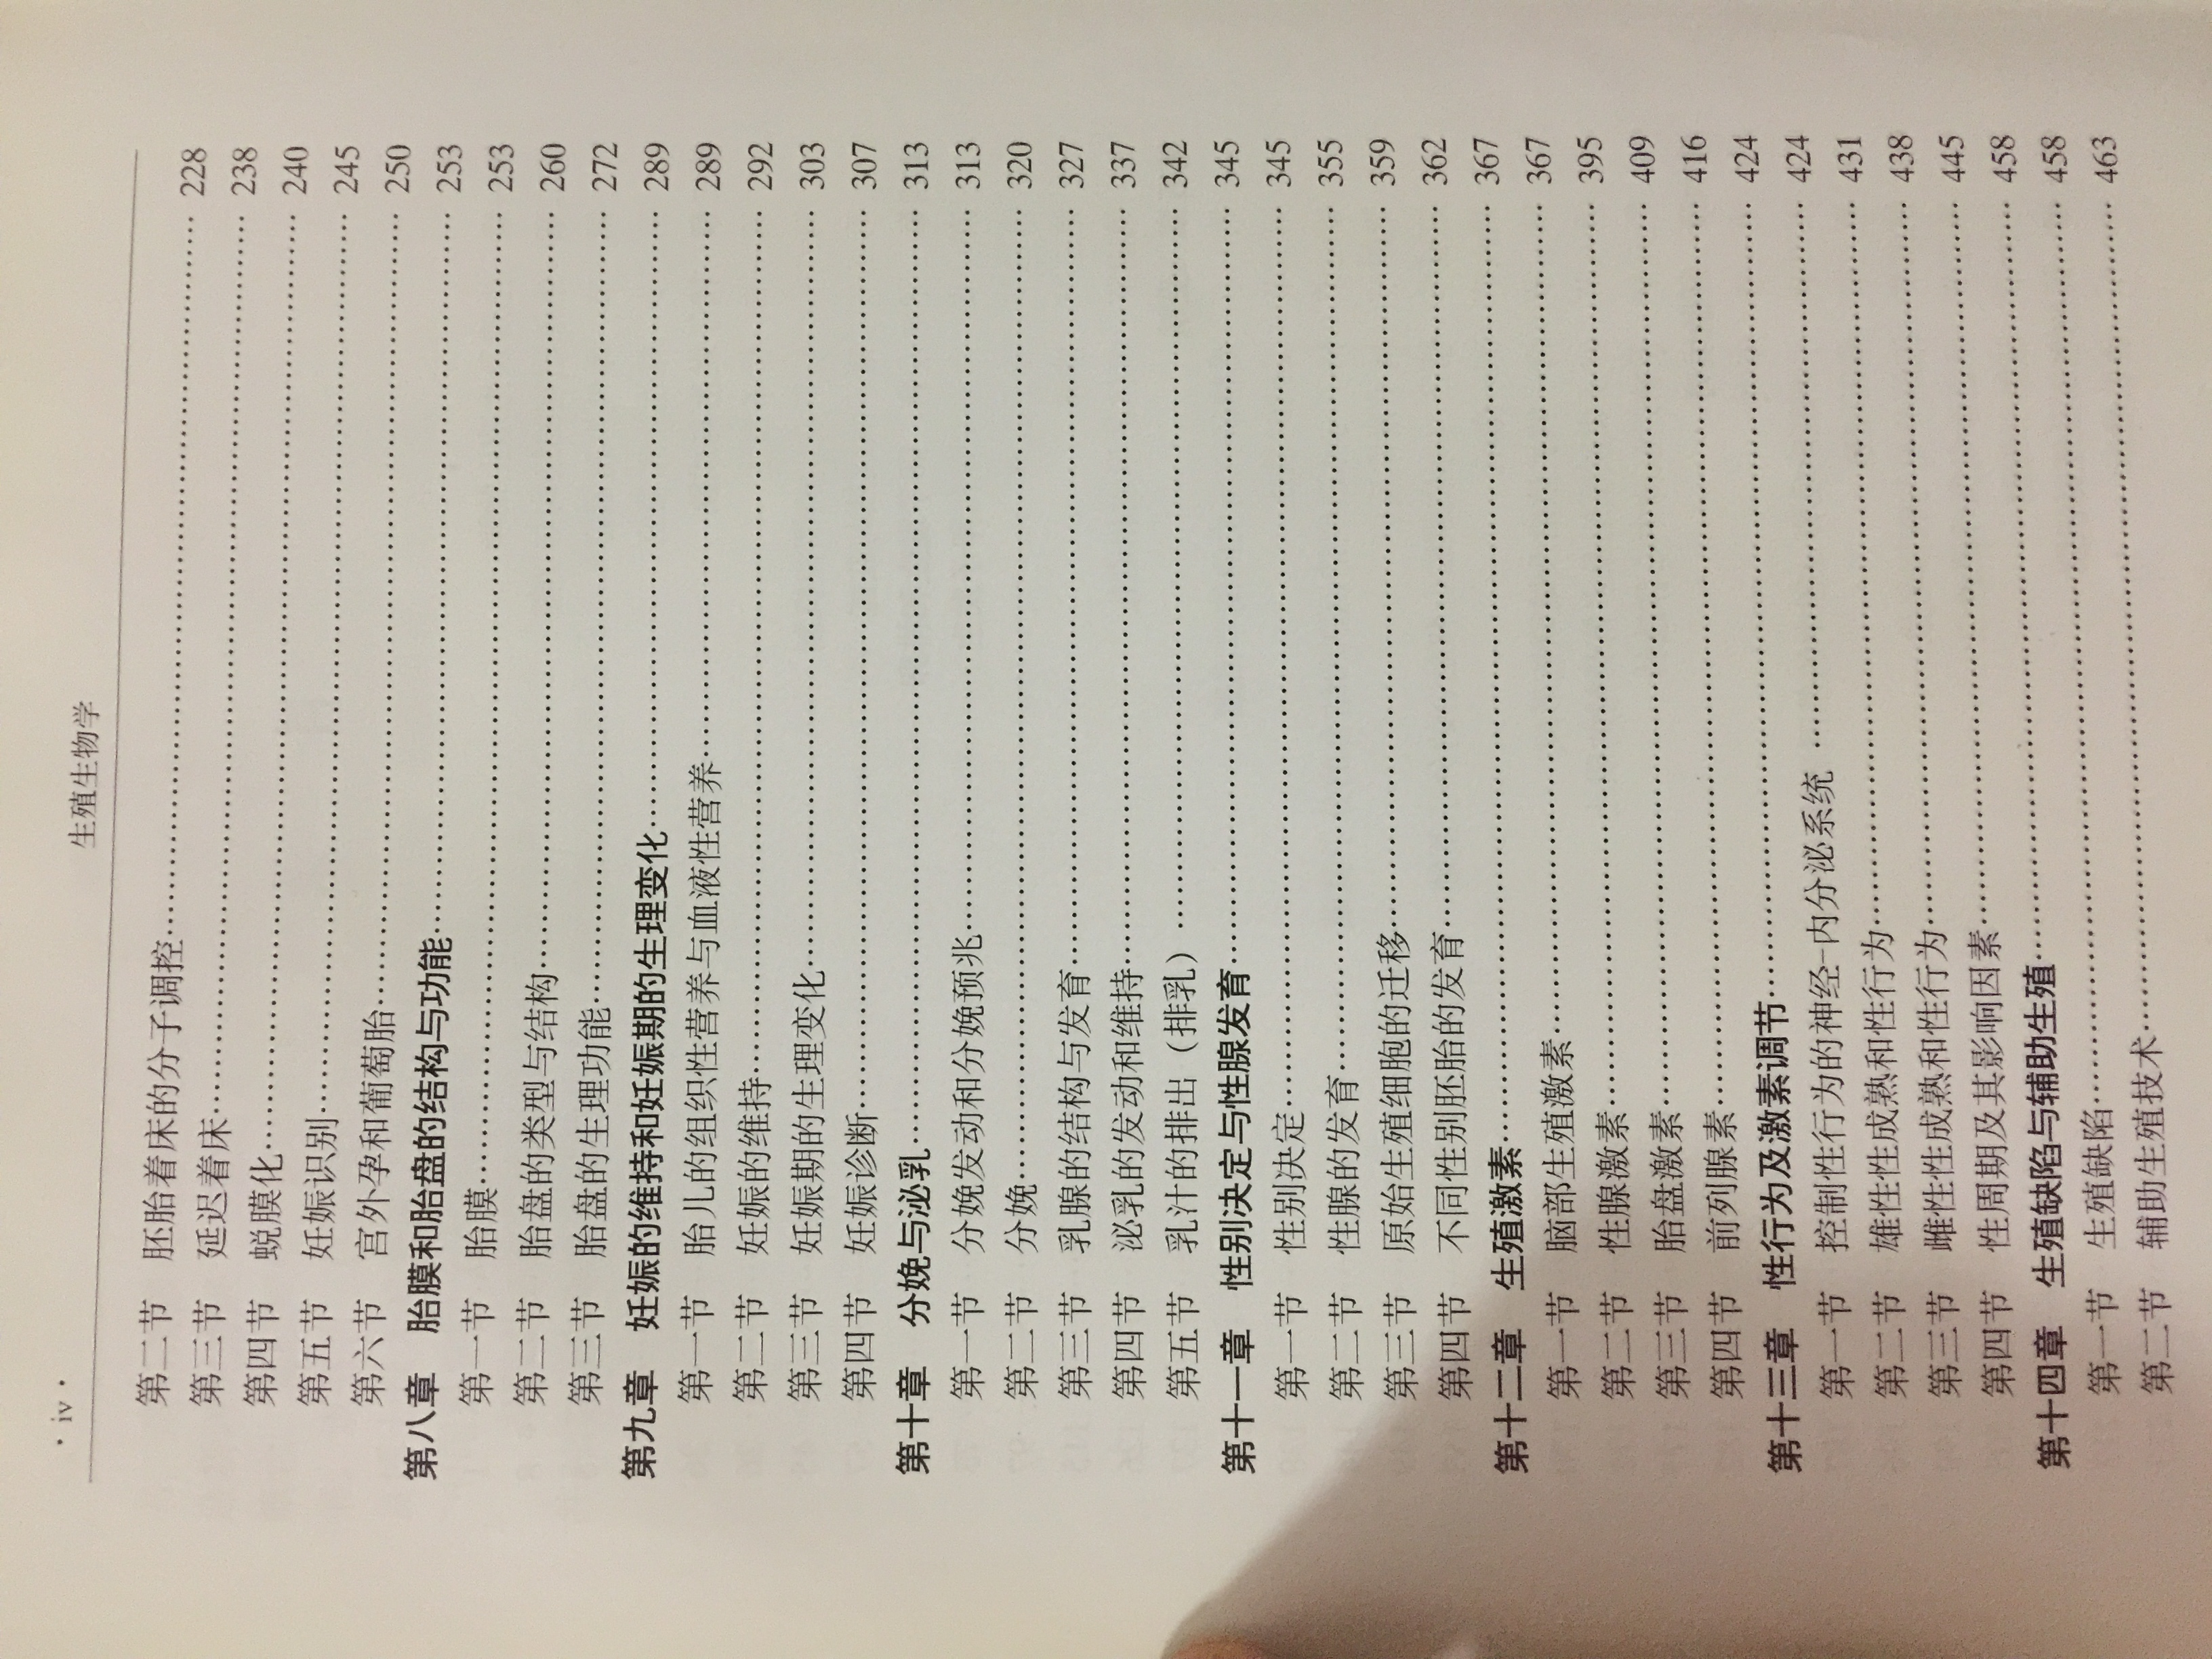 · iv ·
生殖生物学
第二节 胚胎着床的分子调控…………228
第三节 延迟着床…………238
第四节 蜕膜化…………240
第五节 妊娠识别…………245
第六节 宫外孕和葡萄胎…………250
第八章 胎膜和胎盘的结构与功能…………253
第一节 胎膜…………253
第二节 胎盘的类型与结构…………260
第三节 胎盘的生理功能…………272
第九章 妊娠的维持和妊娠期的生理变化…………289
第一节 胎儿的组织性营养与血液性营养…………289
第二节 妊娠的维持…………292
第三节 妊娠期的生理变化…………303
第四节 妊娠诊断…………307
第十章 分娩与泌乳…………313
第一节 分娩发动和分娩预兆…………313
第二节 分娩…………320
第三节 乳腺的结构与发育…………327
第四节 泌乳的发动和维持…………337
第五节 乳汁的排出（排乳）…………342
第十一章 性别决定与性腺发育…………345
第一节 性别决定…………345
第二节 性腺的发育…………355
第三节 原始生殖细胞的迁移…………359
第四节 不同性别胚胎的发育…………362
第十二章 生殖激素…………367
第一节 脑部生殖激素…………367
第二节 性腺激素…………395
第三节 胎盘激素…………409
第四节 前列腺素…………416
第十三章 性行为及激素调节…………424
第一节 控制性行为的神经-内分泌系统…………424
第二节 雄性性成熟和性行为…………431
第三节 雌性性成熟和性行为…………438
第四节 性周期及其影响因素…………445
第十四章 生殖缺陷与辅助生殖…………458
第一节 生殖缺陷…………458
第二节 辅助生殖技术…………463